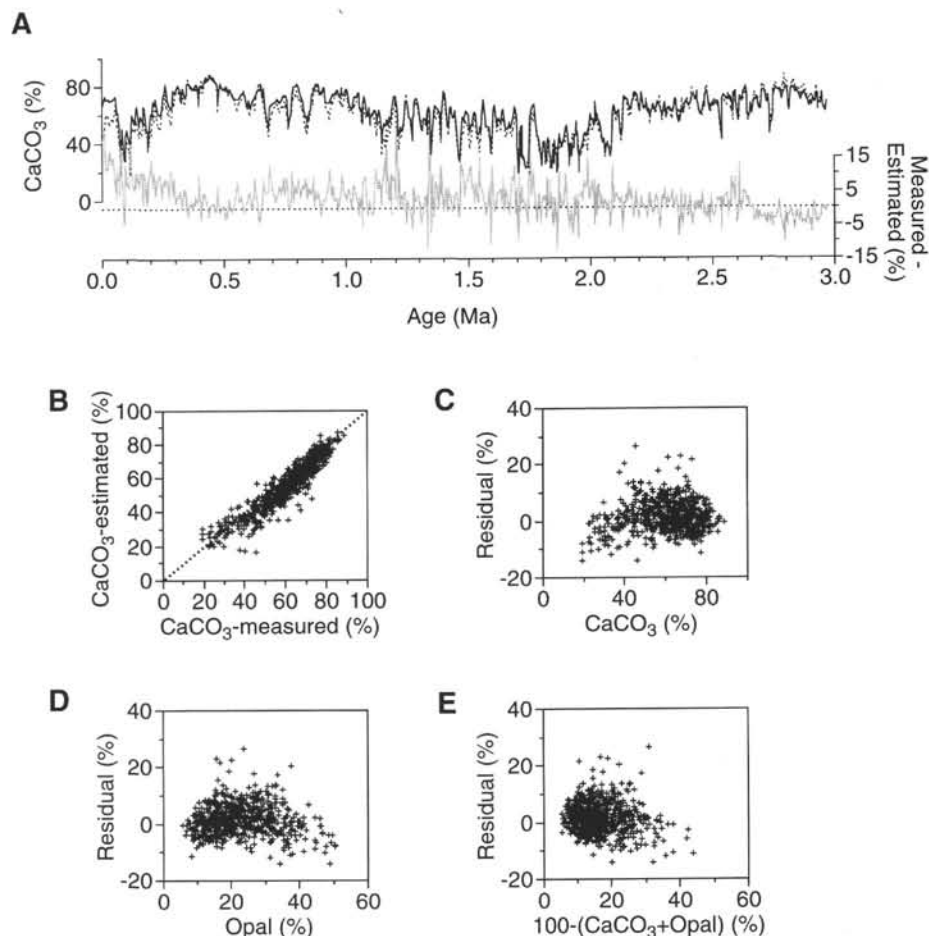 A
CaCO3 (%)
80
40
0
15
5
-5
-15
Measured -
Estimated (%)
0.0 0.5 1.0 1.5 2.0 2.5 3.0
Age (Ma)
B
CaCO3-estimated (%)
100
80
60
40
20
0
0 20 40 60 80 100
CaCO3-measured (%)
C
Residual (%)
40
20
0
-20
0 40 80
CaCO3 (%)
D
Residual (%)
40
20
0
-20
0 20 40 60
Opal (%)
E
Residual (%)
40
20
0
-20
0 20 40 60
100-(CaCO3+Opal) (%)